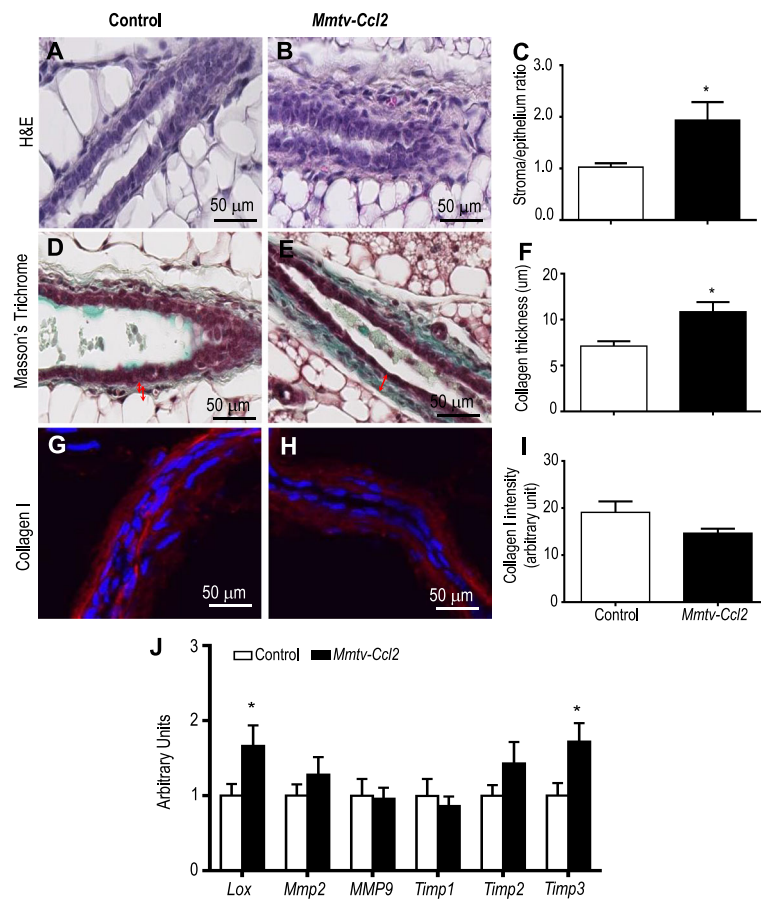 Control
Mmtv-Ccl2
A
B
C
H&E
50 µm
50 µm
Stroma/epithelium ratio
3.0
2.0
1.0
0.0
*
D
E
F
Masson's Trichrome
50 µm
50 µm
Collagen thickness (um)
20
10
5
0
*
G
H
I
Collagen I
50 µm
50 µm
Collagen I intensity
(arbitrary unit)
30
20
10
0
Control
Mmtv-Ccl2
J
Control
Mmtv-Ccl2
Arbitrary Units
3
2
1
0
*
*
Lox
Mmp2
MMP9
Timp1
Timp2
Timp3